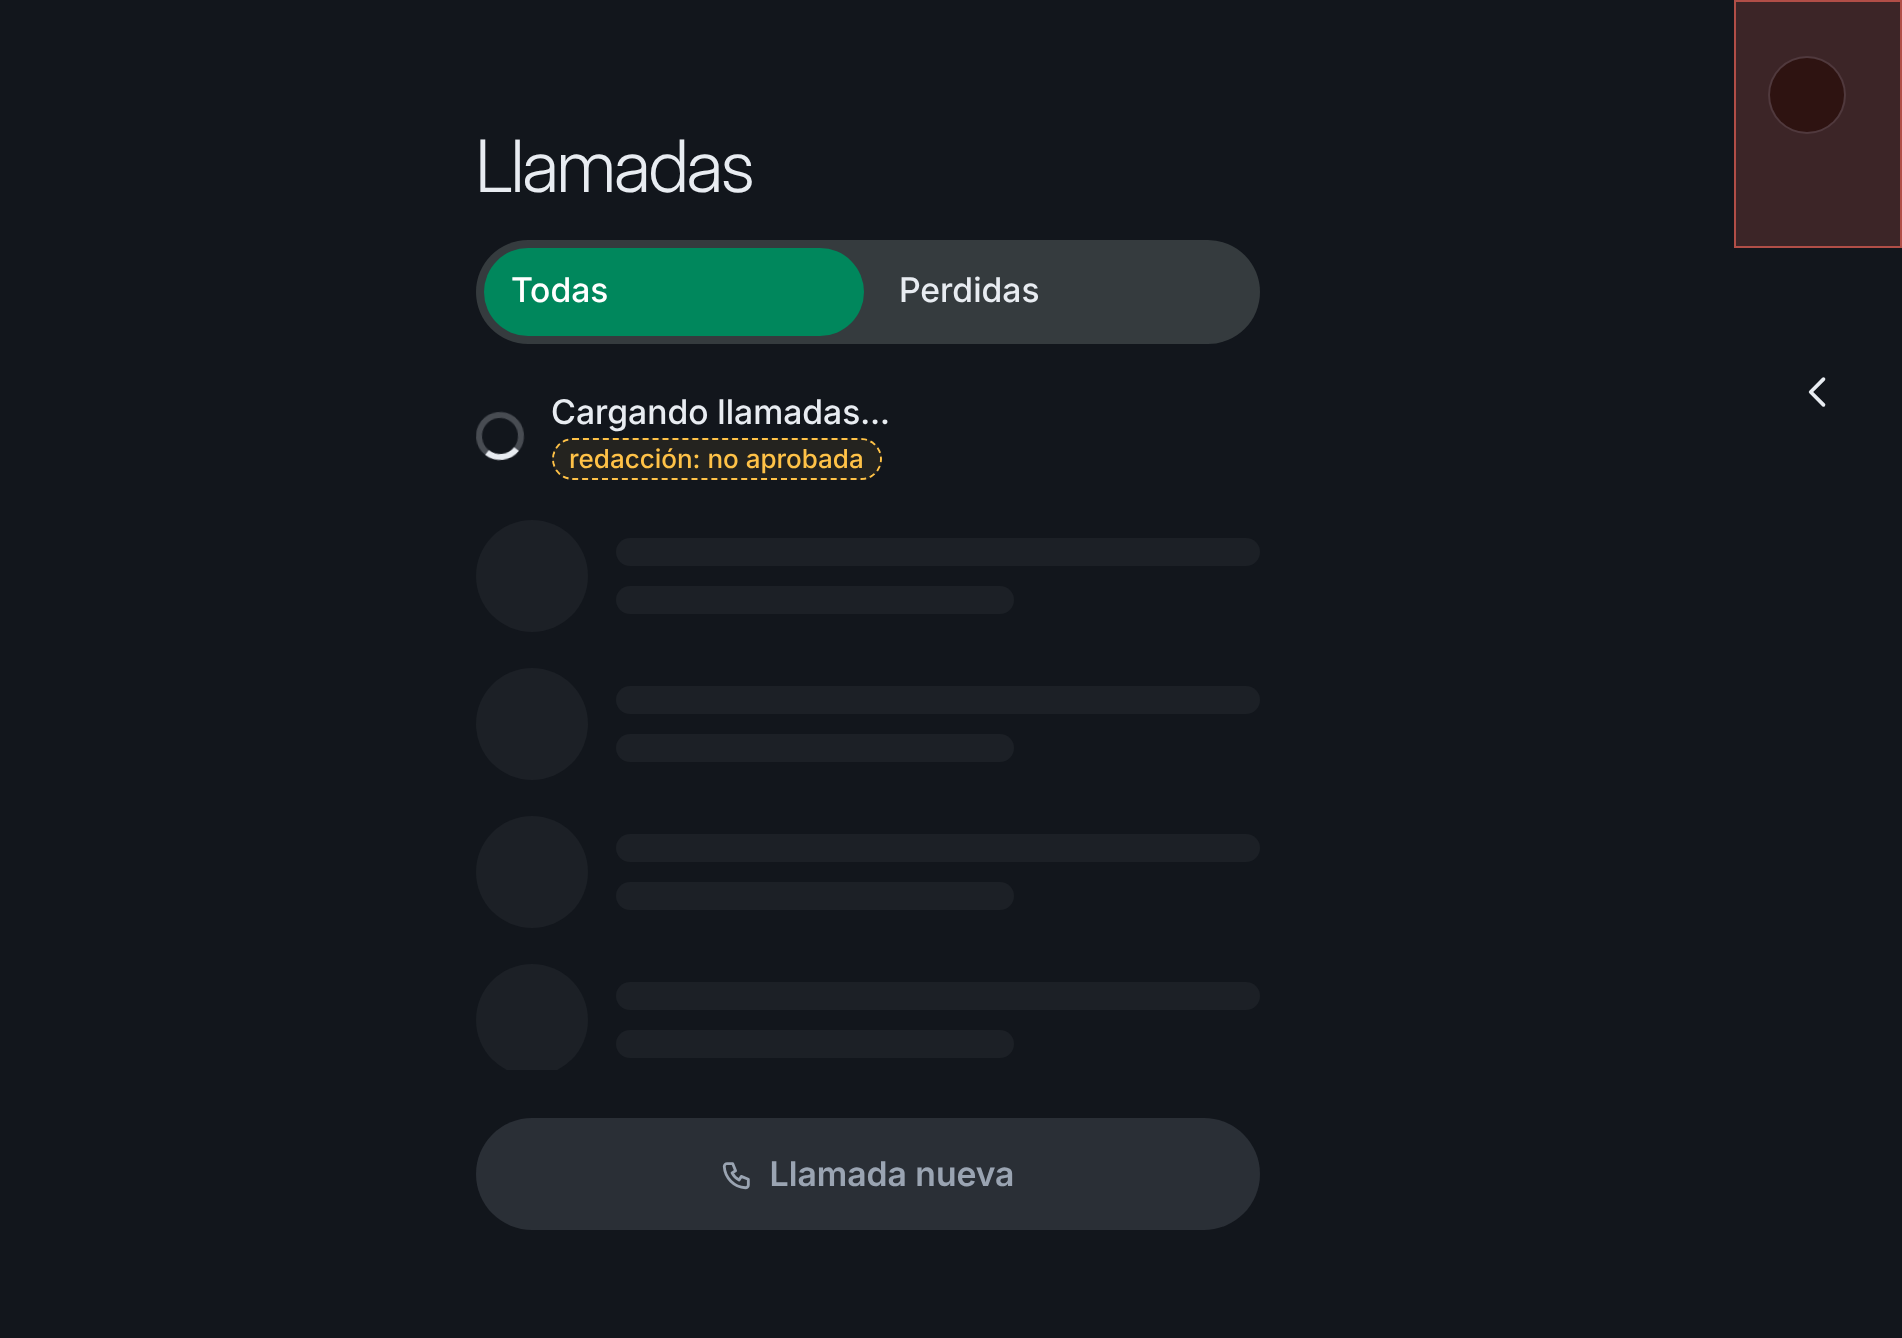 Llamadas
Todas
Perdidas
Cargando llamadas...
redacción: no aprobada
Llamada nueva